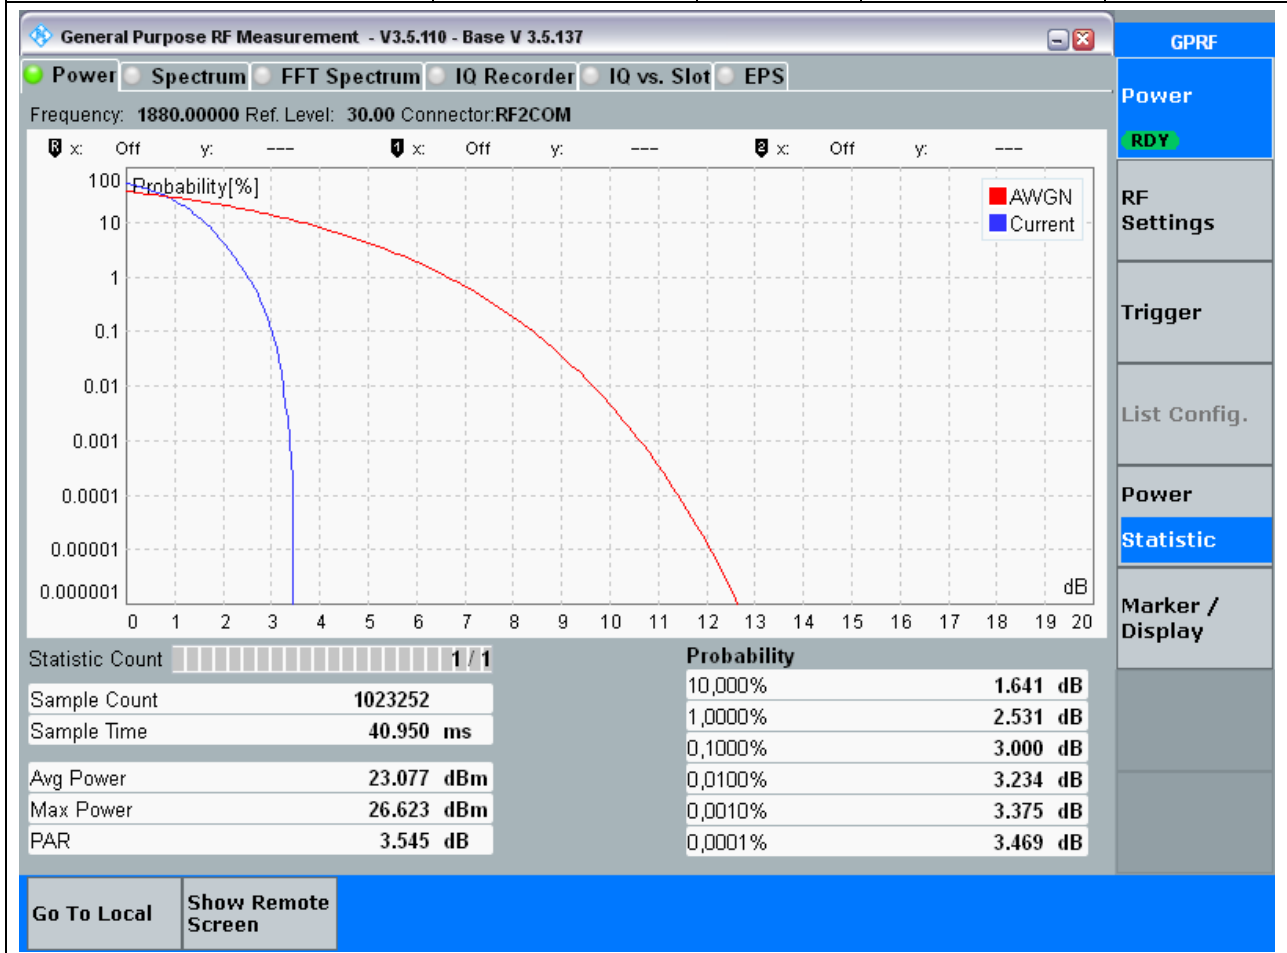 General Purpose RF Measurement - V3.5.110 - Base V 3.5.137
GPRF
Power Spectrum FFT Spectrum IQ Recorder IQ vs. Slot EPS
Frequency: 1880.00000 Ref. Level: 30.00 Connector:RF2COM
R x: Off y: --- 1 x: Off y: --- 2 x: Off y: ---
Probability[%]
100
10
1
0.1
0.01
0.001
0.0001
0.00001
0.000001
AWGN
Current
dB
0 1 2 3 4 5 6 7 8 9 10 11 12 13 14 15 16 17 18 19 20
Statistic Count 1 / 1
Sample Count 1023252
Sample Time 40.950 ms
Avg Power 23.077 dBm
Max Power 26.623 dBm
PAR 3.545 dB
Probability
10,000% 1.641 dB
1,0000% 2.531 dB
0,1000% 3.000 dB
0,0100% 3.234 dB
0,0010% 3.375 dB
0,0001% 3.469 dB
Power
RDY
RF
Settings
Trigger
List Config.
Power
Statistic
Marker /
Display
Go To Local
Show Remote
Screen